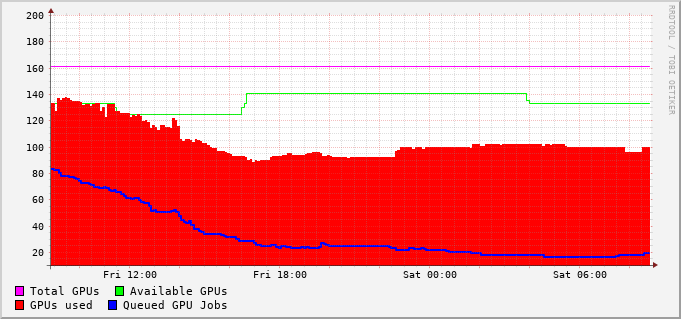 RRDTOOL / TOBI OETIKER
200
180
160
140
120
100
80
60
40
20
Fri 12:00 Fri 18:00 Sat 00:00 Sat 06:00
Total GPUs Available GPUs
GPUs used Queued GPU Jobs